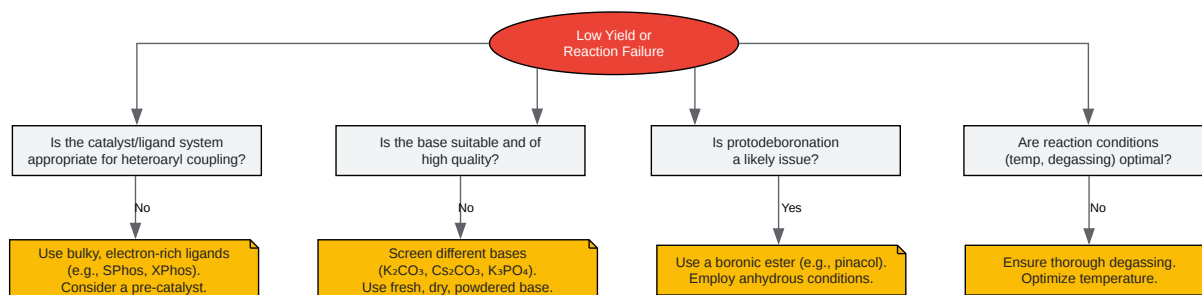 Low Yield or
Reaction Failure
Is the catalyst/ligand system
appropriate for heteroaryl coupling?
Is the base suitable and of
high quality?
Is protodeboronation
a likely issue?
Are reaction conditions
(temp, degassing) optimal?
No
No
Yes
No
Use bulky, electron-rich ligands
(e.g., SPhos, XPhos).
Consider a pre-catalyst.
Screen different bases
(K₂CO₃, Cs₂CO₃, K₃PO₄).
Use fresh, dry, powdered base.
Use a boronic ester (e.g., pinacol).
Employ anhydrous conditions.
Ensure thorough degassing.
Optimize temperature.